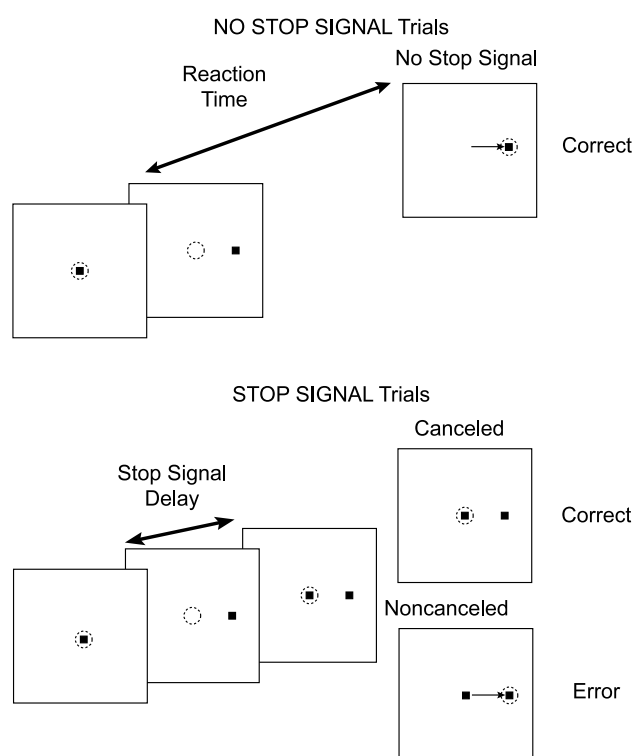 NO STOP SIGNAL Trials
Reaction
Time
No Stop Signal
Correct
STOP SIGNAL Trials
Canceled
Stop Signal
Delay
Correct
Noncanceled
Error